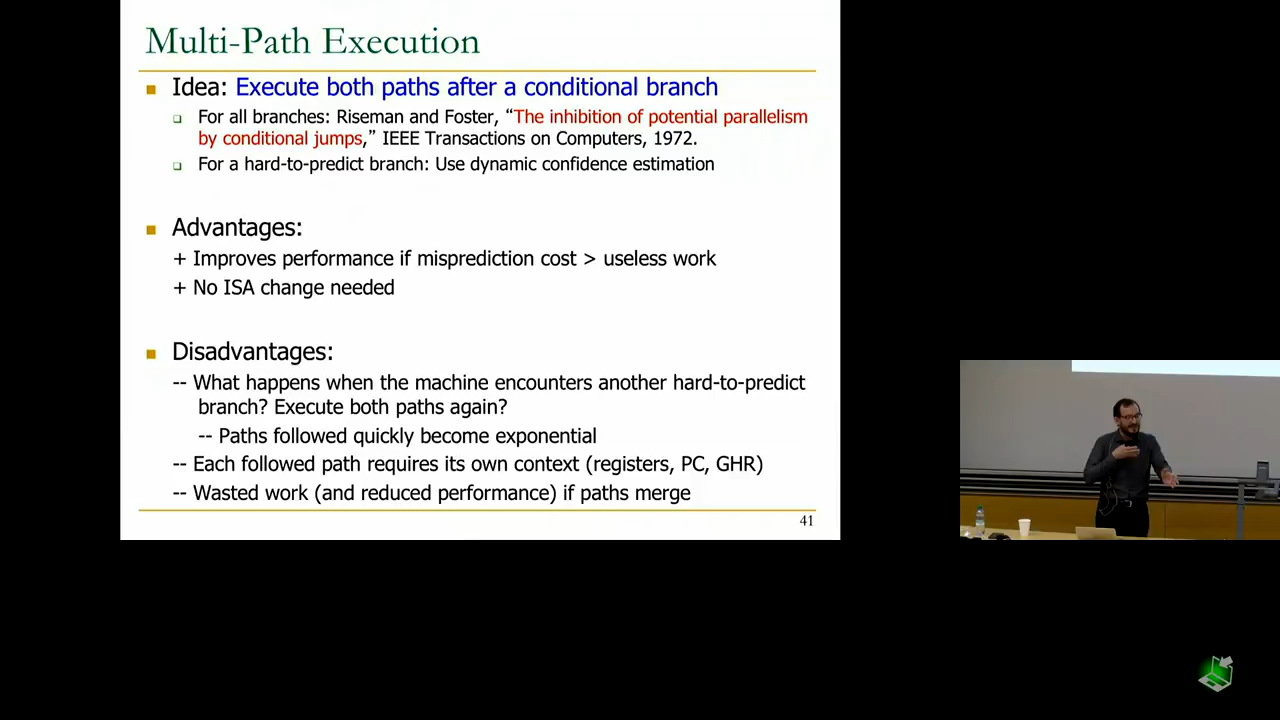 Multi-Path Execution
Idea: Execute both paths after a conditional branch
For all branches: Riseman and Foster, “The inhibition of potential parallelism
by conditional jumps,” IEEE Transactions on Computers, 1972.
For a hard-to-predict branch: Use dynamic confidence estimation
Advantages:
+ Improves performance if misprediction cost > useless work
+ No ISA change needed
Disadvantages:
-- What happens when the machine encounters another hard-to-predict
branch? Execute both paths again?
-- Paths followed quickly become exponential
-- Each followed path requires its own context (registers, PC, GHR)
-- Wasted work (and reduced performance) if paths merge
41